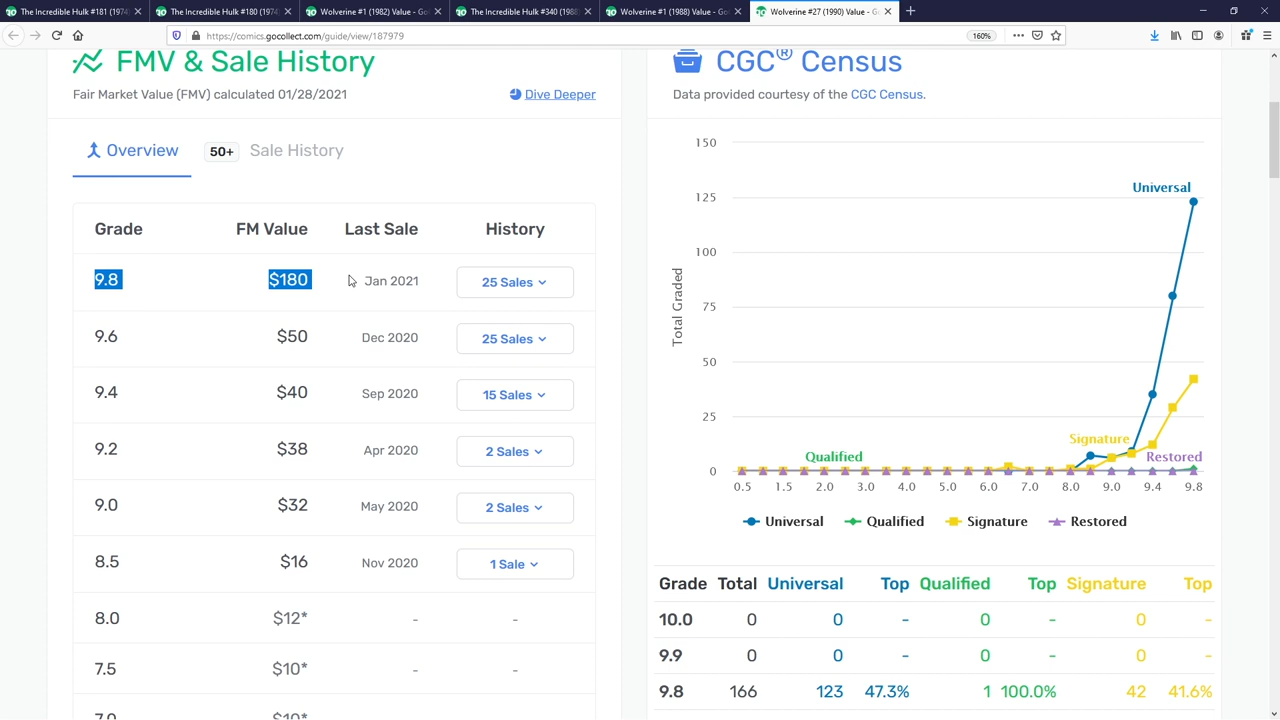 The Incredible Hulk #181 (1974)
The Incredible Hulk #180 (1974)
Wolverine #1 (1982) Value - Go
The Incredible Hulk #340 (1988)
Wolverine #1 (1988) Value - Go
Wolverine #27 (1990) Value - Go
https://comics.gocollect.com/guide/view/187979
160%
FMV & Sale History
Fair Market Value (FMV) calculated 01/28/2021
Dive Deeper
Overview
50+ Sale History
Grade FM Value Last Sale History
9.8 $180 Jan 2021 25 Sales
9.6 $50 Dec 2020 25 Sales
9.4 $40 Sep 2020 15 Sales
9.2 $38 Apr 2020 2 Sales
9.0 $32 May 2020 2 Sales
8.5 $16 Nov 2020 1 Sale
8.0 $12* - -
7.5 $10* - -
7.0 $10*
CGC® Census
Data provided courtesy of the CGC Census.
150
125
100
75
50
25
0
Total Graded
Universal
Signature
Qualified
Restored
0.5 1.5 2.0 3.0 4.0 5.0 6.0 7.0 8.0 9.0 9.4 9.8
Universal Qualified Signature Restored
Grade Total Universal Top Qualified Top Signature Top
10.0 0 0 - 0 - 0 -
9.9 0 0 - 0 - 0 -
9.8 166 123 47.3% 1 100.0% 42 41.6%